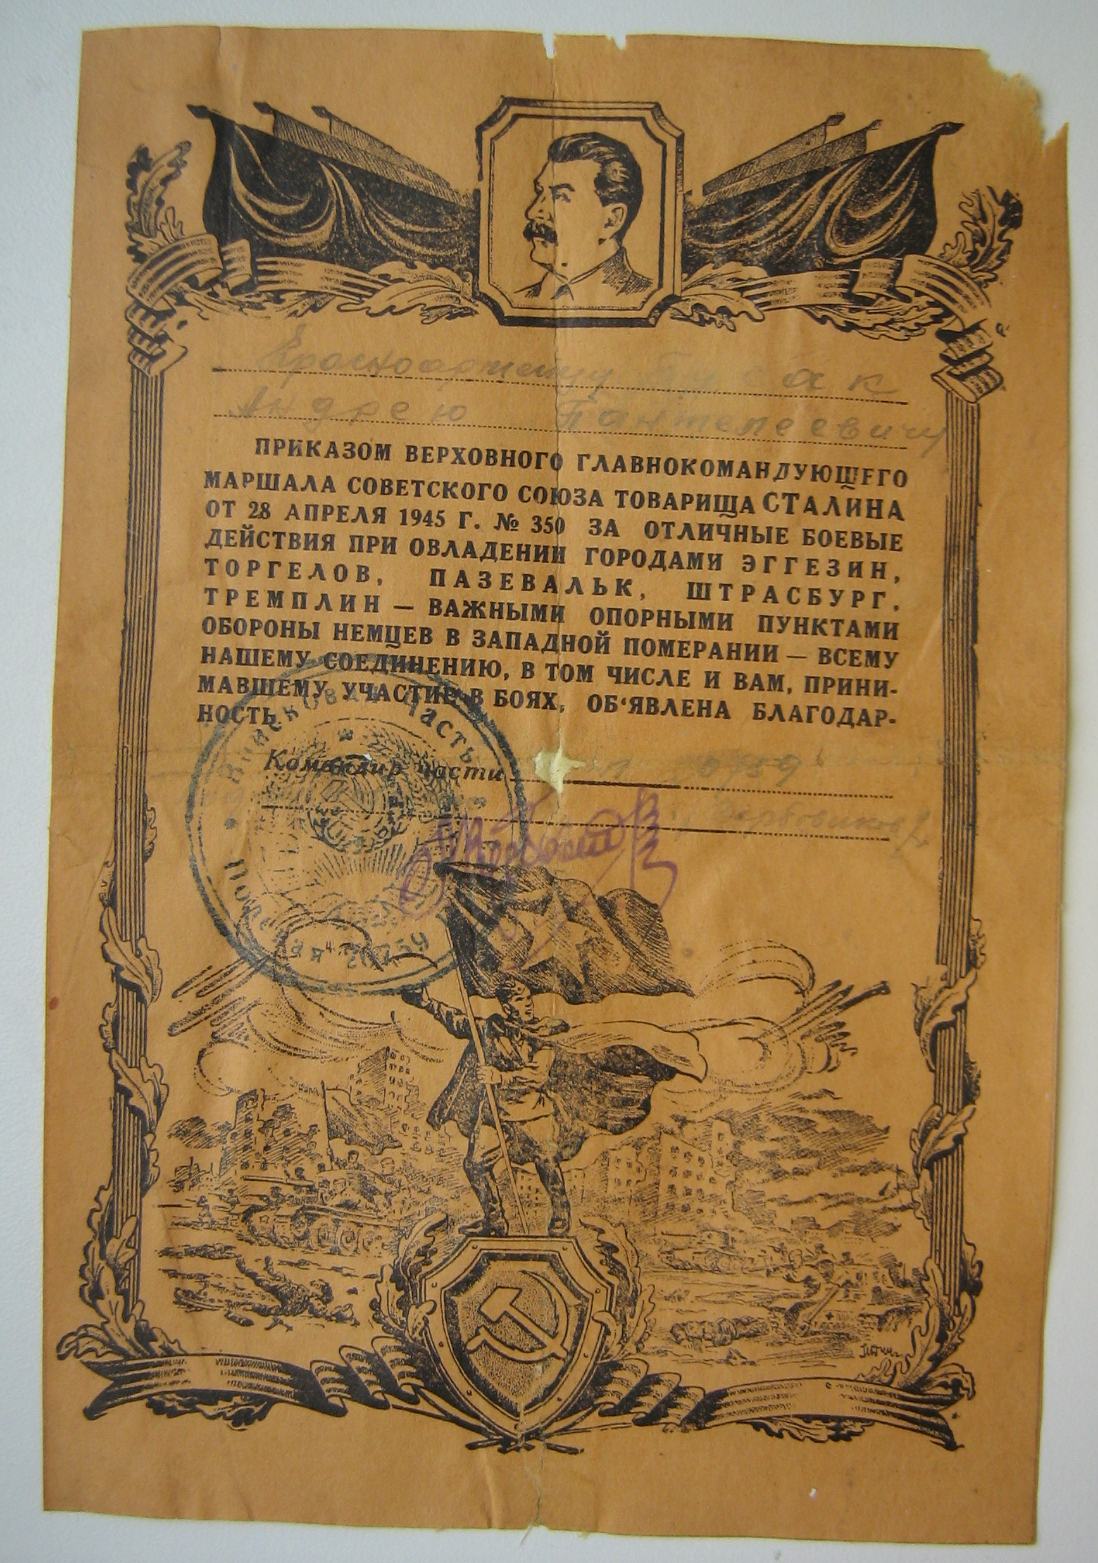 Красноармейцу
Андрею Пантелеевичу
ПРИКАЗОМ ВЕРХОВНОГО ГЛАВНОКОМАНДУЮЩЕГО
МАРШАЛА СОВЕТСКОГО СОЮЗА ТОВАРИЩА СТАЛИНА
ОТ 28 АПРЕЛЯ 1945 Г. № 350 ЗА ОТЛИЧНЫЕ БОЕВЫЕ
ДЕЙСТВИЯ ПРИ ОВЛАДЕНИИ ГОРОДАМИ ЭГГЕЗИН,
ТОРГЕЛОВ, ПАЗЕВАЛЬК, ШТРАСБУРГ,
ТРЕМПЛИН — ВАЖНЫМИ ОПОРНЫМИ ПУНКТАМИ
ОБОРОНЫ НЕМЦЕВ В ЗАПАДНОЙ ПОМЕРАНИИ — ВСЕМУ
НАШЕМУ СОЕДИНЕНИЮ, В ТОМ ЧИСЛЕ И ВАМ, ПРИНИ-
МАВШЕМУ УЧАСТИЕ В БОЯХ, ОБ'ЯВЛЕНА БЛАГОДАР-
НОСТЬ
Командир части
Войсковая часть